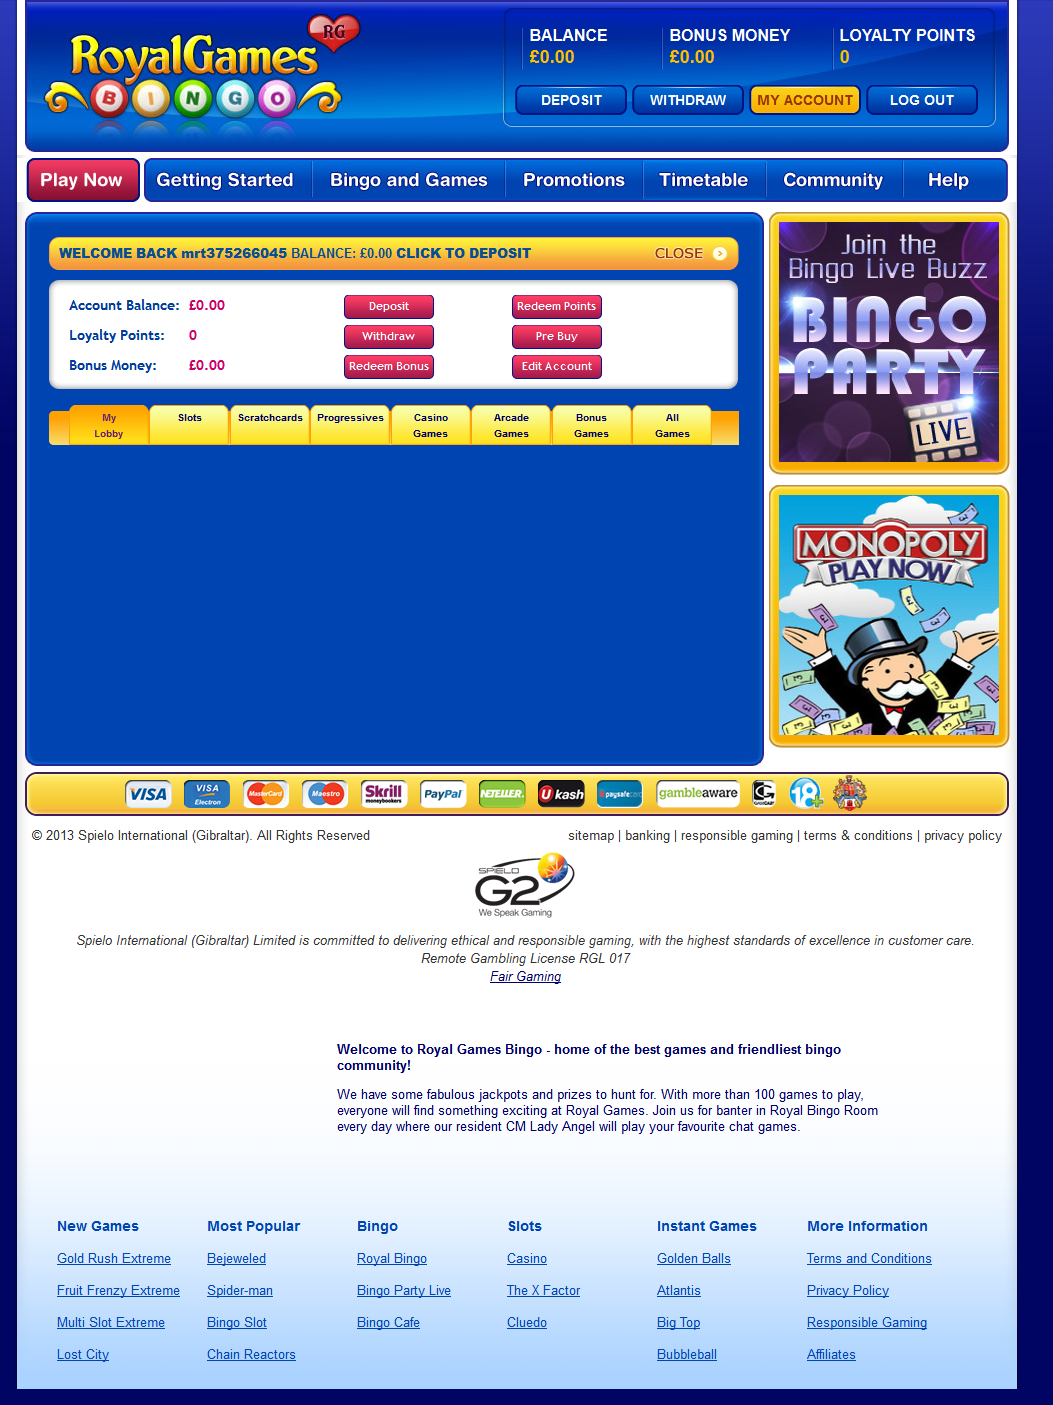 RG
RoyalGames
BINGO
BALANCE
£0.00
BONUS MONEY
£0.00
LOYALTY POINTS
0
DEPOSIT
WITHDRAW
MY ACCOUNT
LOG OUT
Play Now
Getting Started
Bingo and Games
Promotions
Timetable
Community
Help
WELCOME BACK mrt375266045 BALANCE: £0.00 CLICK TO DEPOSIT
CLOSE
Account Balance: £0.00
Deposit
Redeem Points
Loyalty Points: 0
Withdraw
Pre Buy
Bonus Money: £0.00
Redeem Bonus
Edit Account
My
Lobby
Slots
Scratchcards
Progressives
Casino
Games
Arcade
Games
Bonus
Games
All
Games
Join the
Bingo Live Buzz
BINGO
PARTY
LIVE
MONOPOLY
PLAY NOW
VISA
VISA
Electron
MasterCard
Maestro
Skrill
moneybookers
PayPal
NETELLER.
Ukash
paysafecard
gambleaware
GAMCARE
18+
© 2013 Spielo International (Gibraltar). All Rights Reserved
sitemap | banking | responsible gaming | terms & conditions | privacy policy
SPIELO
G2
We Speak Gaming
Spielo International (Gibraltar) Limited is committed to delivering ethical and responsible gaming, with the highest standards of excellence in customer care.
Remote Gambling License RGL 017
Fair Gaming
Welcome to Royal Games Bingo - home of the best games and friendliest bingo
community!
We have some fabulous jackpots and prizes to hunt for. With more than 100 games to play,
everyone will find something exciting at Royal Games. Join us for banter in Royal Bingo Room
every day where our resident CM Lady Angel will play your favourite chat games.
New Games
Gold Rush Extreme
Fruit Frenzy Extreme
Multi Slot Extreme
Lost City
Most Popular
Bejeweled
Spider-man
Bingo Slot
Chain Reactors
Bingo
Royal Bingo
Bingo Party Live
Bingo Cafe
Slots
Casino
The X Factor
Cluedo
Instant Games
Golden Balls
Atlantis
Big Top
Bubbleball
More Information
Terms and Conditions
Privacy Policy
Responsible Gaming
Affiliates